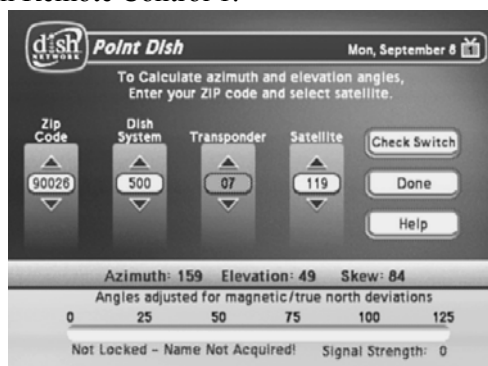 dish
NETWORK
Point Dish
Mon, September 8
To Calculate azimuth and elevation angles,
Enter your ZIP code and select satellite.
Zip Code
Dish System
Transponder
Satellite
90026
500
07
119
Check Switch
Done
Help
Azimuth: 159 Elevation: 49 Skew: 84
Angles adjusted for magnetic/true north deviations
0 25 50 75 100 125
Not Locked - Name Not Acquired! Signal Strength: 0